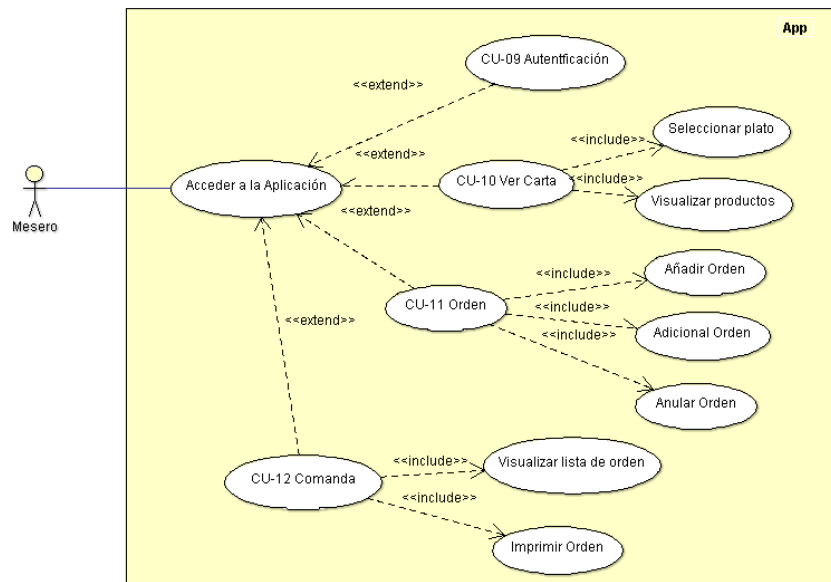 App
CU-09 Autentficación
<<extend>>
Seleccionar plato
<<include>>
<<extend>>
Acceder a la Aplicación
CU-10 Ver Carta
<<include>>
Visualizar productos
<<extend>>
Mesero
Añadir Orden
<<include>>
CU-11 Orden
<<include>>
<<extend>>
<<include>>
Adicional Orden
Anular Orden
Visualizar lista de orden
<<include>>
CU-12 Comanda
<<include>>
Imprimir Orden